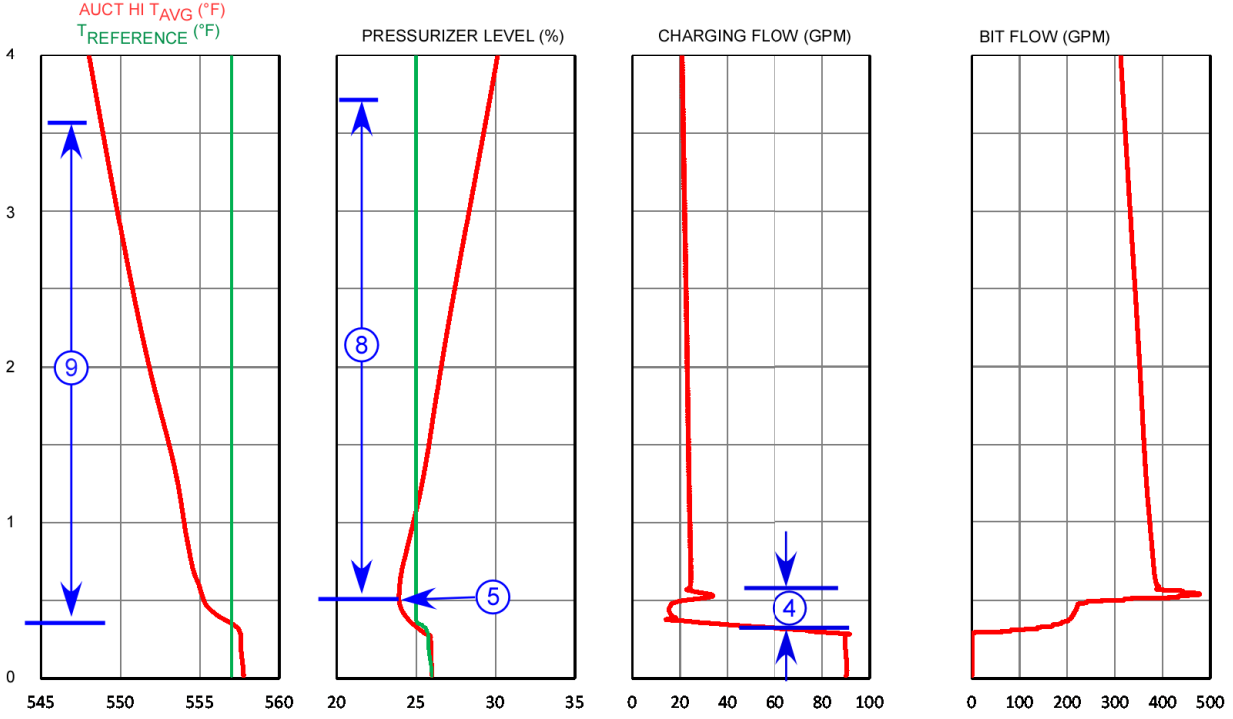 AUCT HI TAVG (°F)
TREFERENCE (°F)
PRESSURIZER LEVEL (%)
CHARGING FLOW (GPM)
BIT FLOW (GPM)
4
3
2
1
0
9
8
5
4
545 550 555 560
20 25 30 35
0 20 40 60 80 100
0 100 200 300 400 500